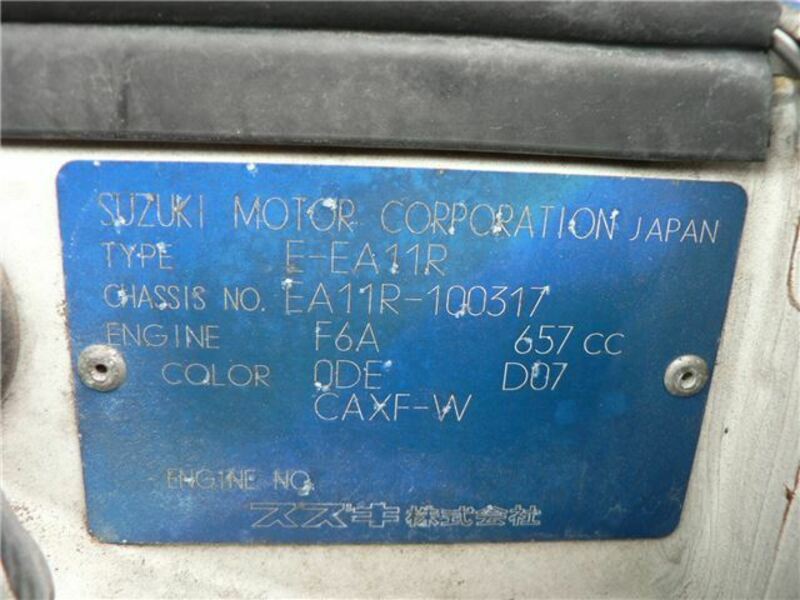 SUZUKI MOTOR CORPORATION JAPAN
TYPE E-EA11R
CHASSIS NO. EA11R-100317
ENGINE F6A 657 CC
COLOR 0DE D07
CAXF-W
ENGINE NO.
スズキ株式会社